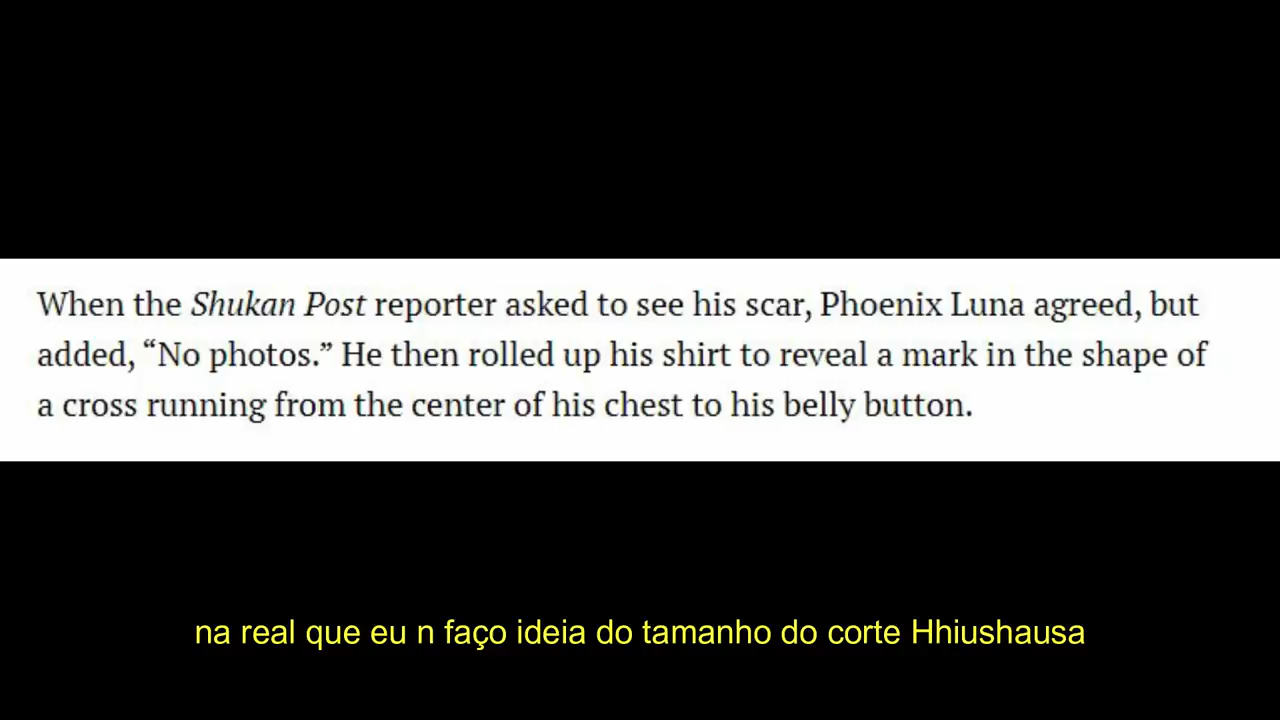 When the Shukan Post reporter asked to see his scar, Phoenix Luna agreed, but
added, “No photos.” He then rolled up his shirt to reveal a mark in the shape of
a cross running from the center of his chest to his belly button.
na real que eu n faço ideia do tamanho do corte Hhiushausa